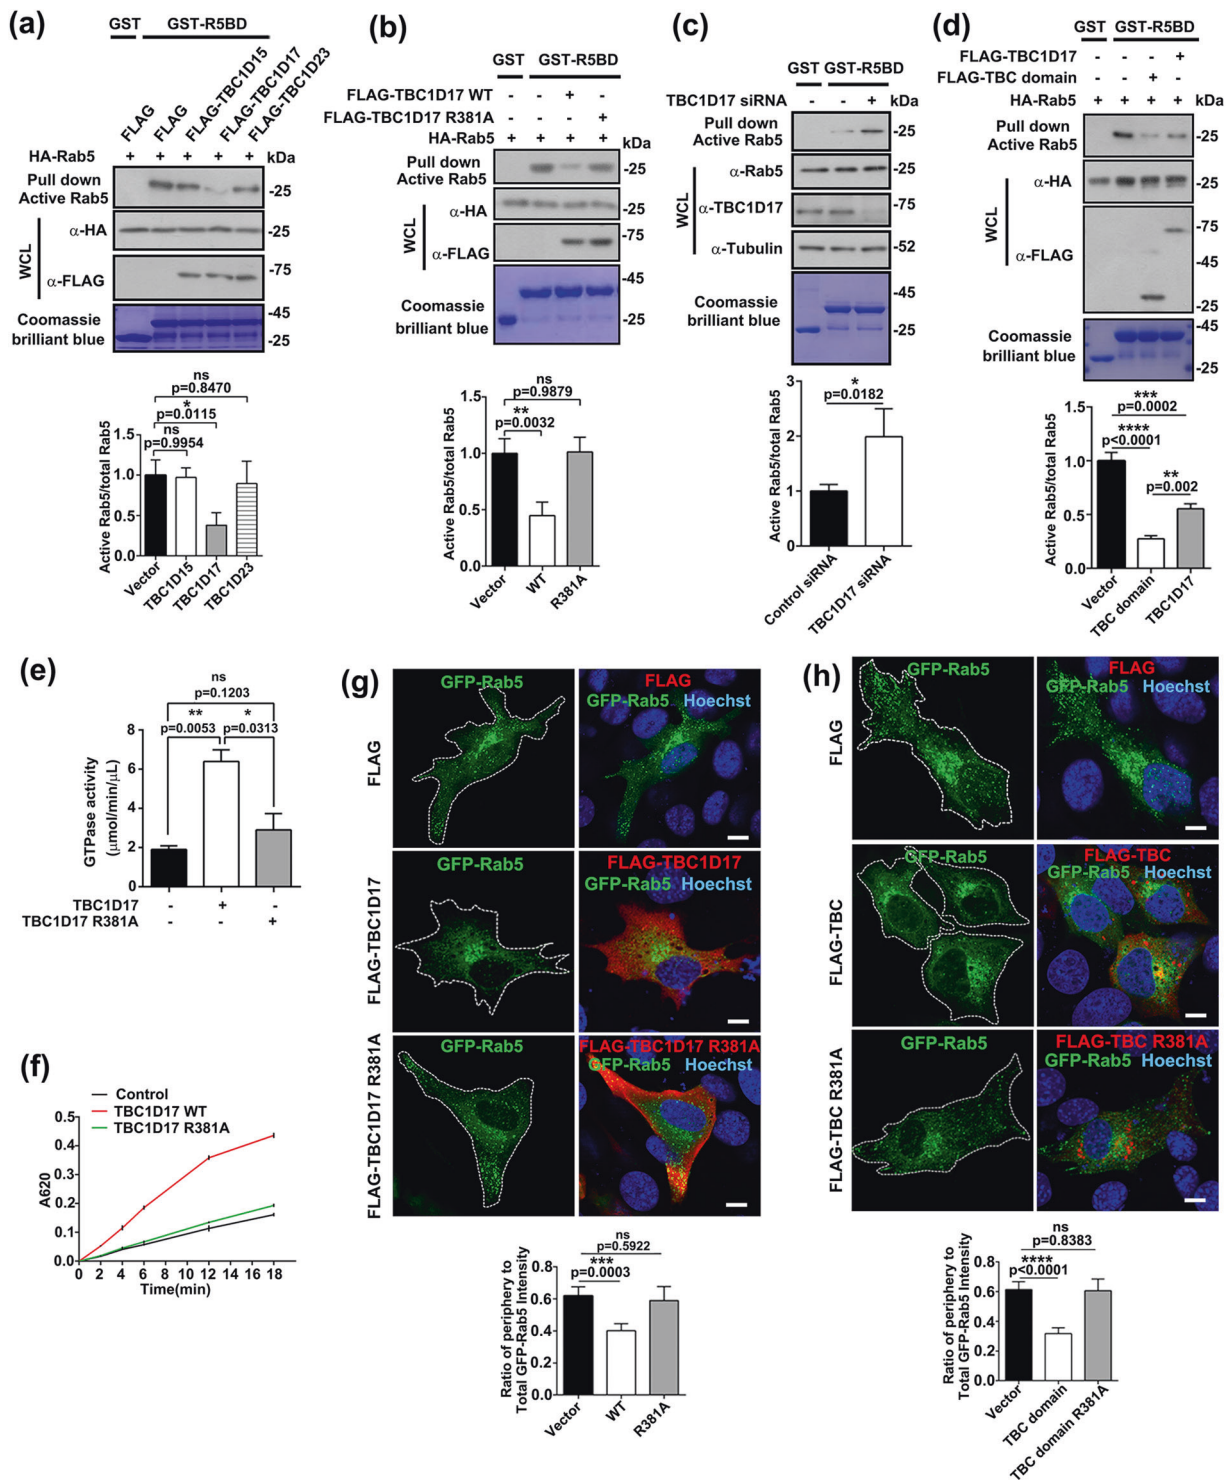 (a)
GST GST-R5BD
FLAG
FLAG
FLAG-TBC1D15
FLAG-TBC1D17
FLAG-TBC1D23
HA-Rab5 + + + + + kDa
Pull down
Active Rab5
-25
WCL
α-HA
-25
α-FLAG
-75
Coomassie
brilliant blue
-45
-25
ns
p=0.8470
*
p=0.0115
ns
p=0.9954
Active Rab5/total Rab5
1.5
1.0
0.5
0.0
Vector
TBC1D15
TBC1D17
TBC1D23
(b)
GST GST-R5BD
FLAG-TBC1D17 WT - - + -
FLAG-TBC1D17 R381A - - - +
HA-Rab5 + + + + kDa
Pull down
Active Rab5
-25
WCL
α-HA
-25
α-FLAG
-75
Coomassie
brilliant blue
-45
-25
ns
p=0.9879
**
p=0.0032
Active Rab5/total Rab5
1.5
1.0
0.5
0.0
Vector
WT
R381A
(c)
GST GST-R5BD
TBC1D17 siRNA - - + kDa
Pull down
Active Rab5
-25
WCL
α-Rab5
-25
α-TBC1D17
-75
α-Tubulin
-52
Coomassie
brilliant blue
-45
-25
*
p=0.0182
Active Rab5/total Rab5
3
2
1
0
Control siRNA
TBC1D17 siRNA
(d)
GST GST-R5BD
FLAG-TBC1D17 - - - +
FLAG-TBC domain - - + -
HA-Rab5 + + + + kDa
Pull down
Active Rab5
-25
WCL
α-HA
-25
α-FLAG
-75
-45
-25
Coomassie
brilliant blue
-45
-25
***
p=0.0002
****
p<0.0001
**
p=0.002
Active Rab5/total Rab5
1.5
1.0
0.5
0.0
Vector
TBC domain
TBC1D17
(e)
ns
p=0.1203
** *
p=0.0053 p=0.0313
GTPase activity
(μmol/min/μL)
8
6
4
2
0
TBC1D17 - + -
TBC1D17 R381A - - +
(f)
Control
TBC1D17 WT
TBC1D17 R381A
A620
0.5
0.4
0.3
0.2
0.1
0.0
0 2 4 6 8 10 12 14 16 18
Time(min)
(g)
FLAG
GFP-Rab5
FLAG
GFP-Rab5 Hoechst
FLAG-TBC1D17
GFP-Rab5
FLAG-TBC1D17
GFP-Rab5 Hoechst
FLAG-TBC1D17 R381A
GFP-Rab5
FLAG-TBC1D17 R381A
GFP-Rab5 Hoechst
ns
p=0.5922
***
p=0.0003
Ratio of periphery to
Total GFP-Rab5 Intensity
0.8
0.6
0.4
0.2
0.0
Vector
WT
R381A
(h)
FLAG
GFP-Rab5
FLAG
GFP-Rab5 Hoechst
FLAG-TBC
GFP-Rab5
FLAG-TBC
GFP-Rab5 Hoechst
FLAG-TBC R381A
GFP-Rab5
FLAG-TBC R381A
GFP-Rab5 Hoechst
ns
p=0.8383
****
p<0.0001
Ratio of periphery to
Total GFP-Rab5 Intensity
0.8
0.6
0.4
0.2
0.0
Vector
TBC domain
TBC domain R381A